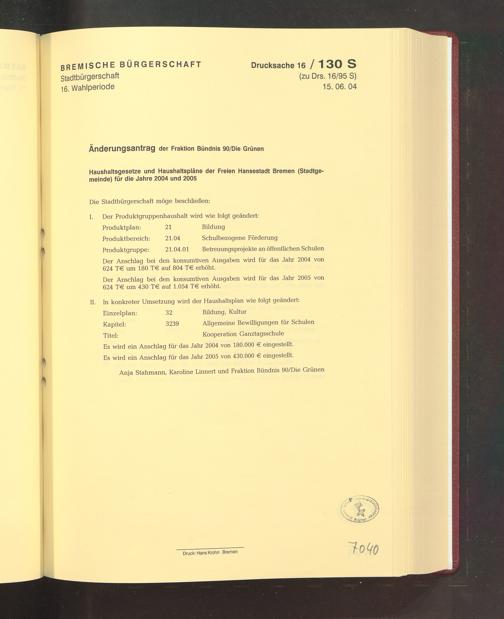 BREMISCHE BÜRGERSCHAFT
Stadtbürgerschaft
16. Wahlperiode
Drucksache 16 / 130 S
(zu Drs. 16/95 S)
15. 06. 04
Änderungsantrag der Fraktion Bündnis 90/Die Grünen
Haushaltsgesetze und Haushaltspläne der Freien Hansestadt Bremen (Stadtge-
meinde) für die Jahre 2004 und 2005
Die Stadtbürgerschaft möge beschließen:
I. Der Produktgruppenhaushalt wird wie folgt geändert:
Produktplan: 21 Bildung
Produktbereich: 21.04 Schulbezogene Förderung
Produktgruppe: 21.04.01 Betreuungsprojekte an öffentlichen Schulen
Der Anschlag bei den konsumtiven Ausgaben wird für das Jahr 2004 von
624 T€ um 180 T€ auf 804 T€ erhöht.
Der Anschlag bei den konsumtiven Ausgaben wird für das Jahr 2005 von
624 T€ um 430 T€ auf 1.054 T€ erhöht.
II. In konkreter Umsetzung wird der Haushaltsplan wie folgt geändert:
Einzelplan: 32 Bildung, Kultur
Kapitel: 3239 Allgemeine Bewilligungen für Schulen
Titel: Kooperation Ganztagsschule
Es wird ein Anschlag für das Jahr 2004 von 180.000 € eingestellt.
Es wird ein Anschlag für das Jahr 2005 von 430.000 € eingestellt.
Anja Stahmann, Karoline Linnert und Fraktion Bündnis 90/Die Grünen
Druck: Hans Krohn Bremen
7040